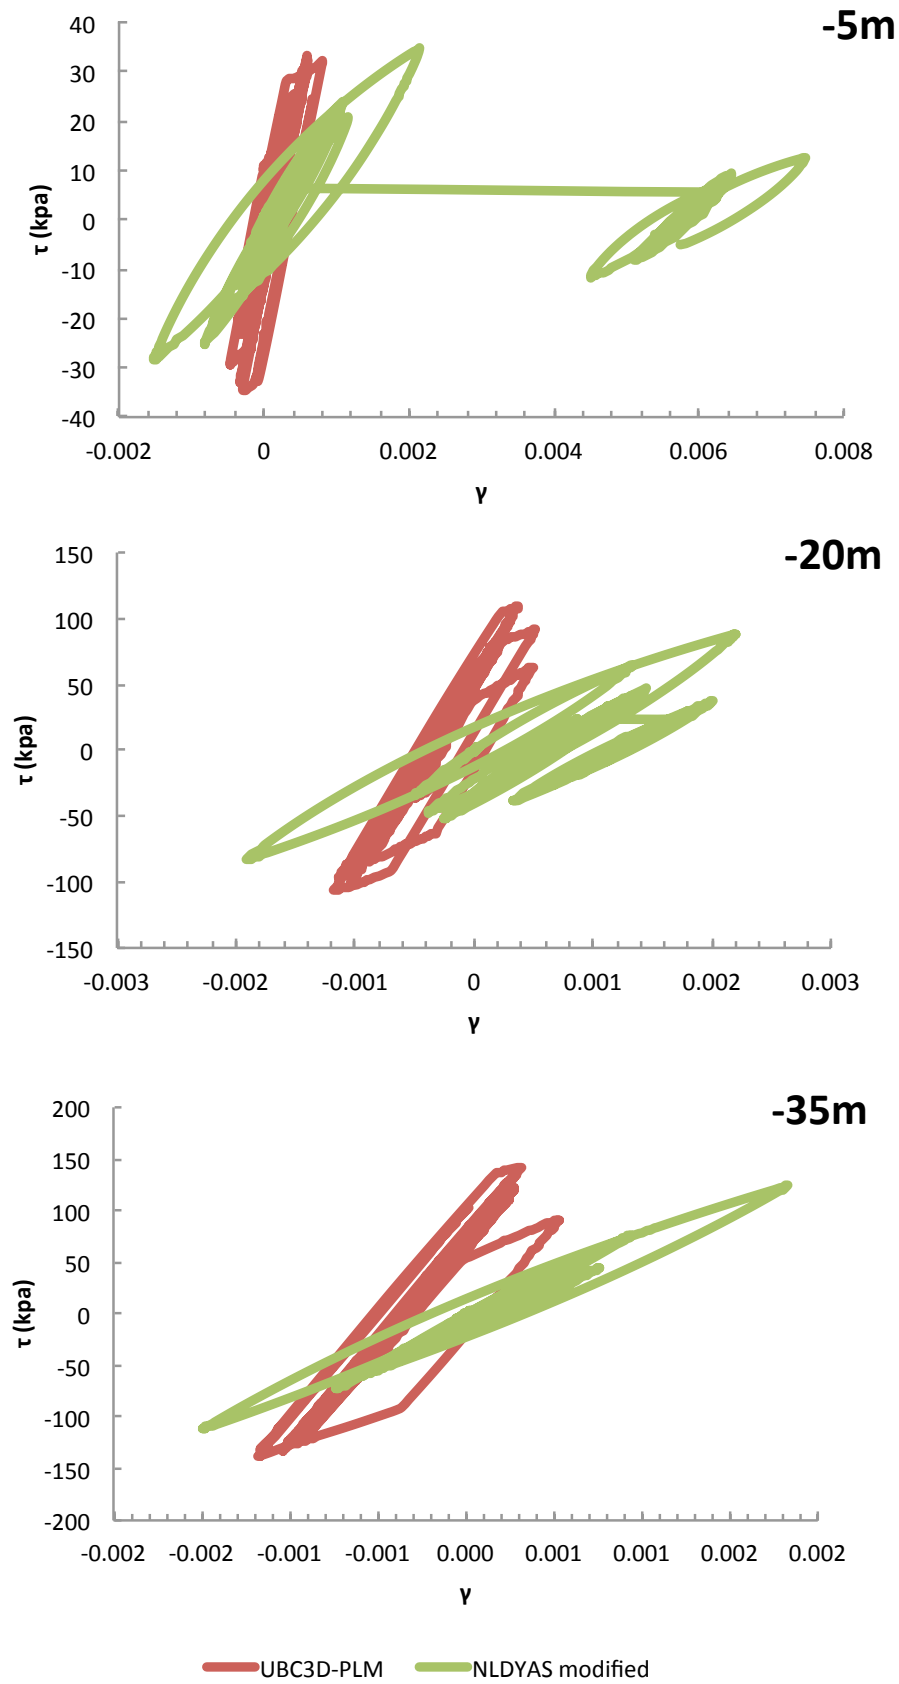 -5m
40
30
20
10
0
-10
-20
-30
-40
τ (kpa)
-0.002 0 0.002 0.004 0.006 0.008
γ
-20m
150
100
50
0
-50
-100
-150
τ (kpa)
-0.003 -0.002 -0.001 0 0.001 0.002 0.003
γ
-35m
200
150
100
50
0
-50
-100
-150
-200
τ (kpa)
-0.002 -0.002 -0.001 -0.001 0.000 0.001 0.001 0.002 0.002
γ
UBC3D-PLM NLDYAS modified